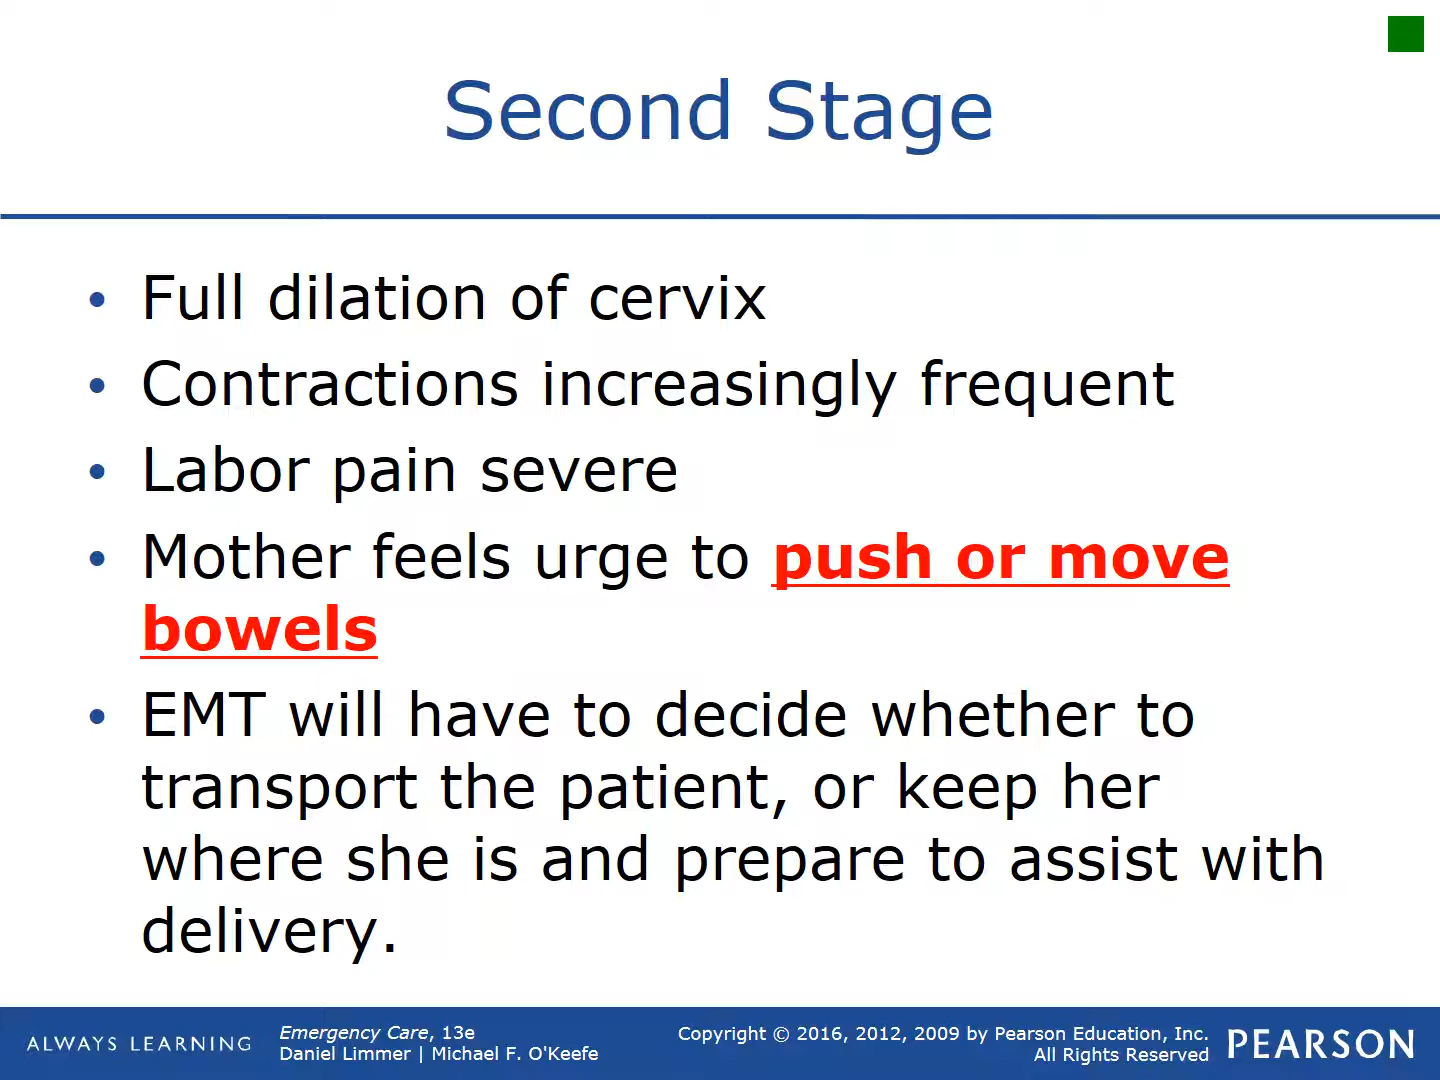 Second Stage
• Full dilation of cervix
• Contractions increasingly frequent
• Labor pain severe
• Mother feels urge to push or move
bowels
• EMT will have to decide whether to
transport the patient, or keep her
where she is and prepare to assist with
delivery.
ALWAYS LEARNING
Emergency Care, 13e
Daniel Limmer | Michael F. O'Keefe
Copyright © 2016, 2012, 2009 by Pearson Education, Inc.
All Rights Reserved
PEARSON